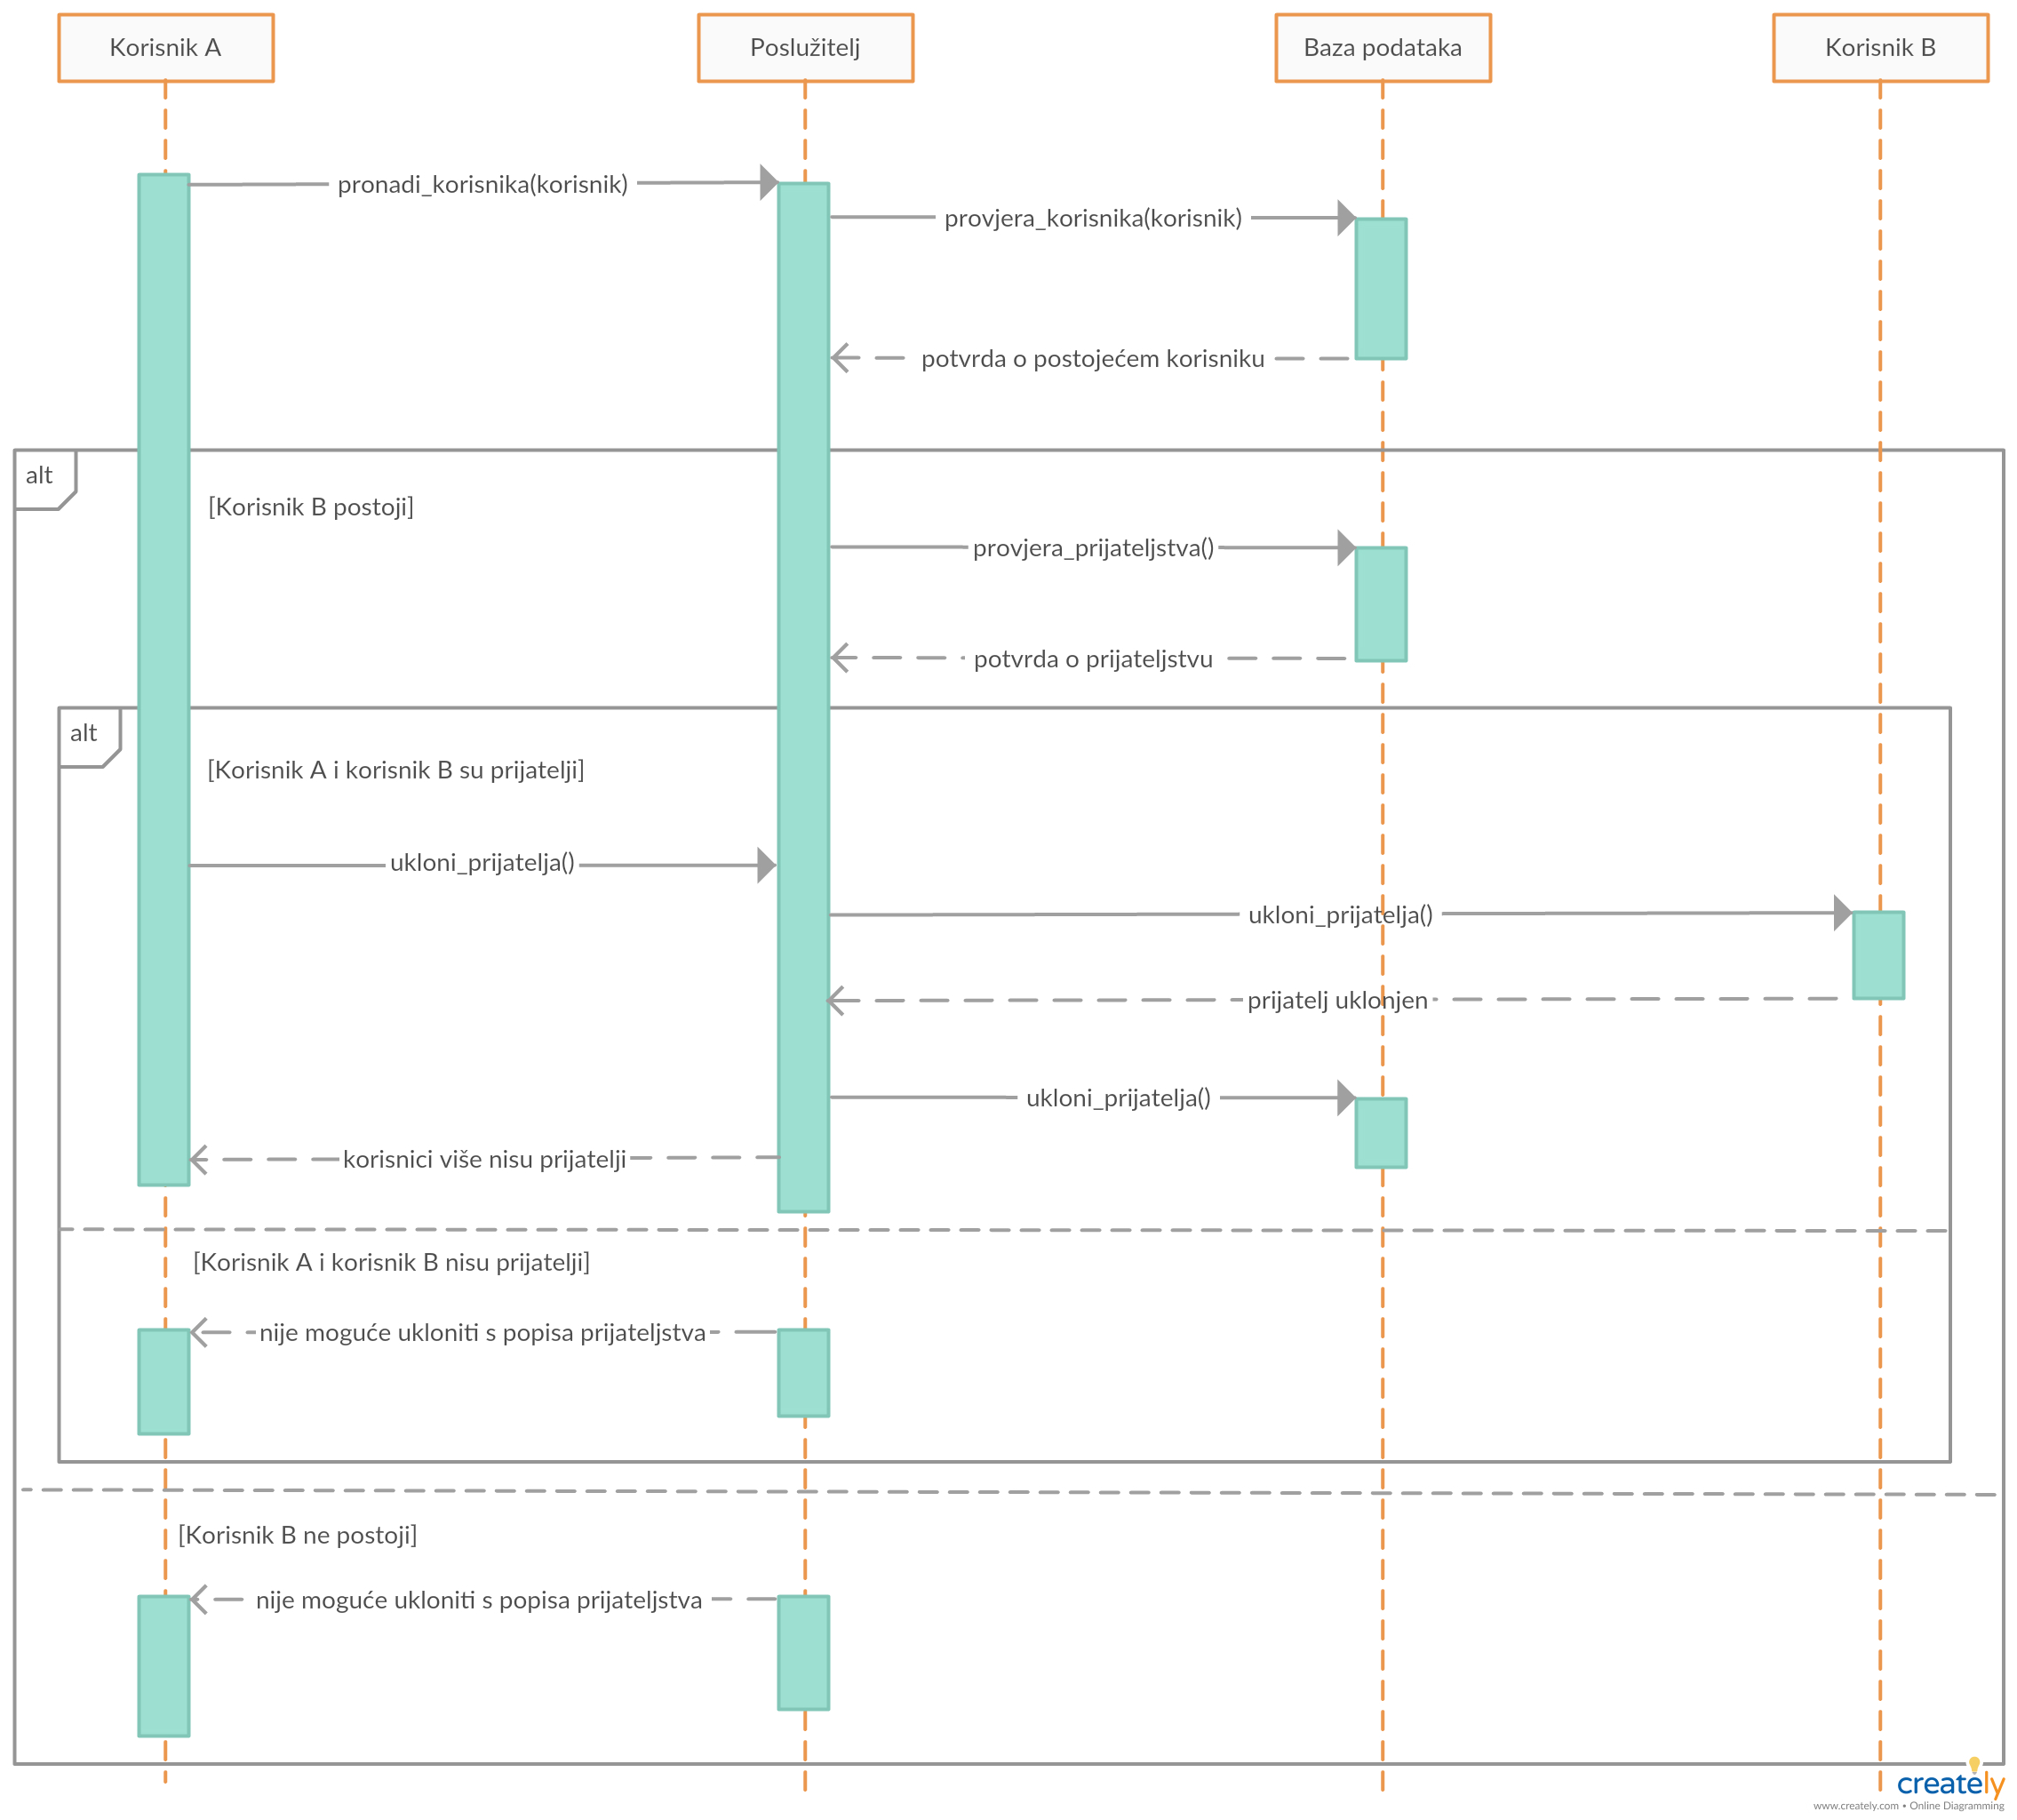 Korisnik A
Poslužitelj
Baza podataka
Korisnik B
pronadi_korisnika(korisnik)
provjera_korisnika(korisnik)
potvrda o postojećem korisniku
alt
[Korisnik B postoji]
provjera_prijateljstva()
potvrda o prijateljstvu
alt
[Korisnik A i korisnik B su prijatelji]
ukloni_prijatelja()
ukloni_prijatelja()
prijatelj uklonjen
ukloni_prijatelja()
korisnici više nisu prijatelji
[Korisnik A i korisnik B nisu prijatelji]
nije moguće ukloniti s popisa prijateljstva
[Korisnik B ne postoji]
nije moguće ukloniti s popisa prijateljstva
creately
www.creately.com • Online Diagramming